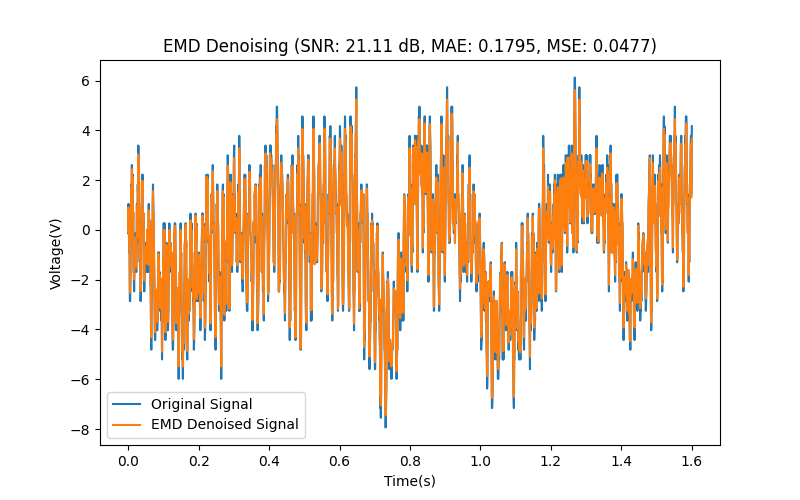 EMD Denoising (SNR: 21.11 dB, MAE: 0.1795, MSE: 0.0477)
6
4
2
0
−2
−4
−6
−8
Voltage(V)
Original Signal
EMD Denoised Signal
0.0 0.2 0.4 0.6 0.8 1.0 1.2 1.4 1.6
Time(s)